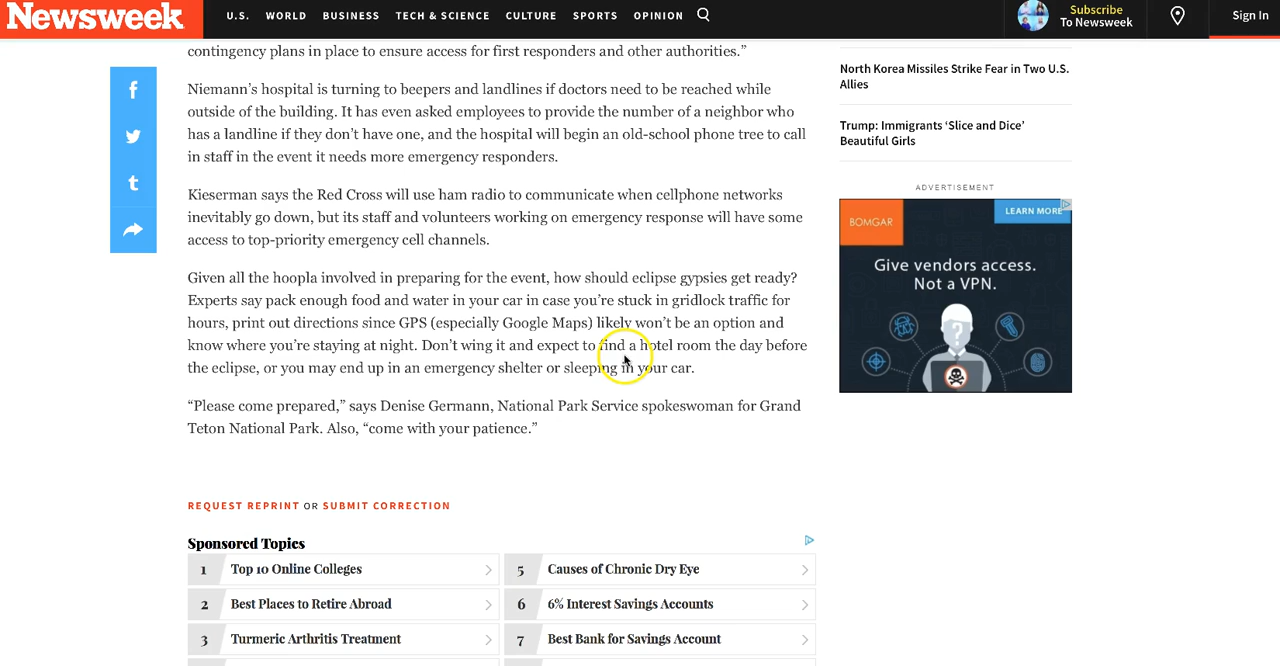 Newsweek
U.S. WORLD BUSINESS TECH & SCIENCE CULTURE SPORTS OPINION
Subscribe
To Newsweek
Sign In
contingency plans in place to ensure access for first responders and other authorities.”
Niemann’s hospital is turning to beepers and landlines if doctors need to be reached while
outside of the building. It has even asked employees to provide the number of a neighbor who
has a landline if they don’t have one, and the hospital will begin an old-school phone tree to call
in staff in the event it needs more emergency responders.
Kieserman says the Red Cross will use ham radio to communicate when cellphone networks
inevitably go down, but its staff and volunteers working on emergency response will have some
access to top-priority emergency cell channels.
Given all the hoopla involved in preparing for the event, how should eclipse gypsies get ready?
Experts say pack enough food and water in your car in case you’re stuck in gridlock traffic for
hours, print out directions since GPS (especially Google Maps) likely won’t be an option and
know where you’re staying at night. Don’t wing it and expect to find a hotel room the day before
the eclipse, or you may end up in an emergency shelter or sleeping in your car.
“Please come prepared,” says Denise Germann, National Park Service spokeswoman for Grand
Teton National Park. Also, “come with your patience.”
REQUEST REPRINT OR SUBMIT CORRECTION
Sponsored Topics
1 Top 10 Online Colleges
2 Best Places to Retire Abroad
3 Turmeric Arthritis Treatment
5 Causes of Chronic Dry Eye
6 6% Interest Savings Accounts
7 Best Bank for Savings Account
North Korea Missiles Strike Fear in Two U.S.
Allies
Trump: Immigrants ‘Slice and Dice’
Beautiful Girls
ADVERTISEMENT
BOMGAR
LEARN MORE
Give vendors access.
Not a VPN.